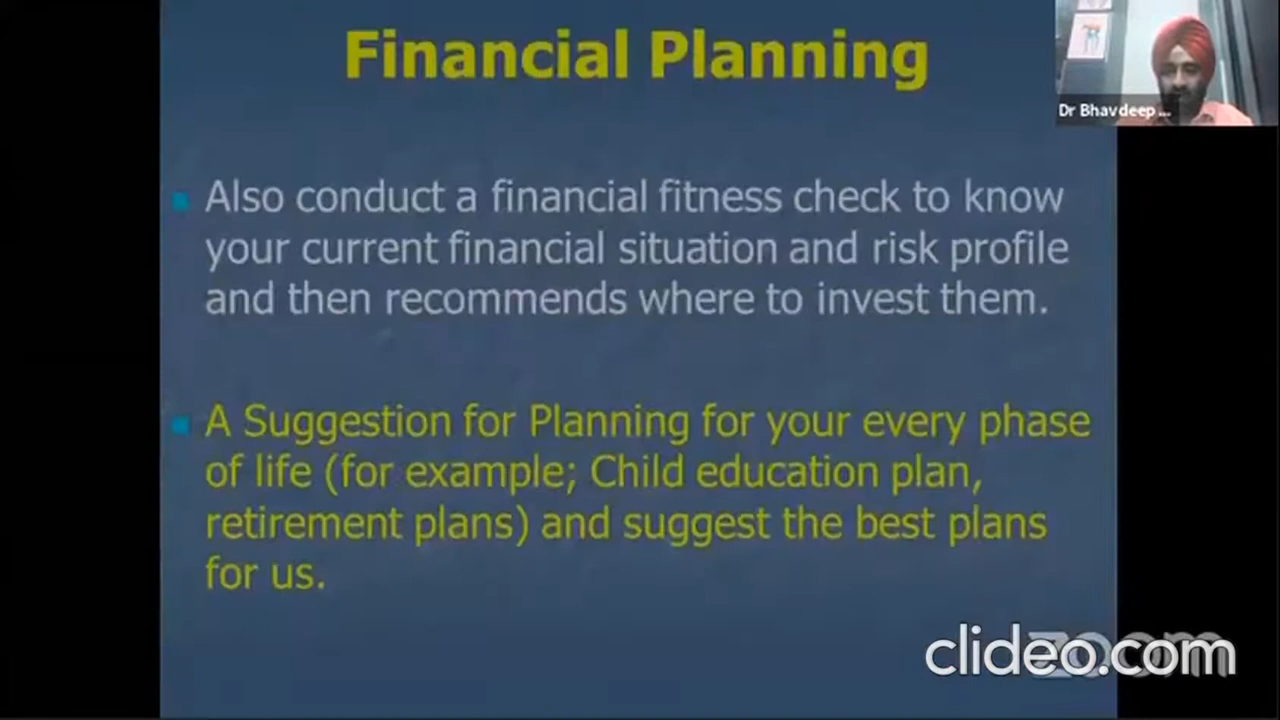 Financial Planning
Dr Bhavdeep ...
Also conduct a financial fitness check to know
your current financial situation and risk profile
and then recommends where to invest them.
A Suggestion for Planning for your every phase
of life (for example; Child education plan,
retirement plans) and suggest the best plans
for us.
zoom
clideo.com